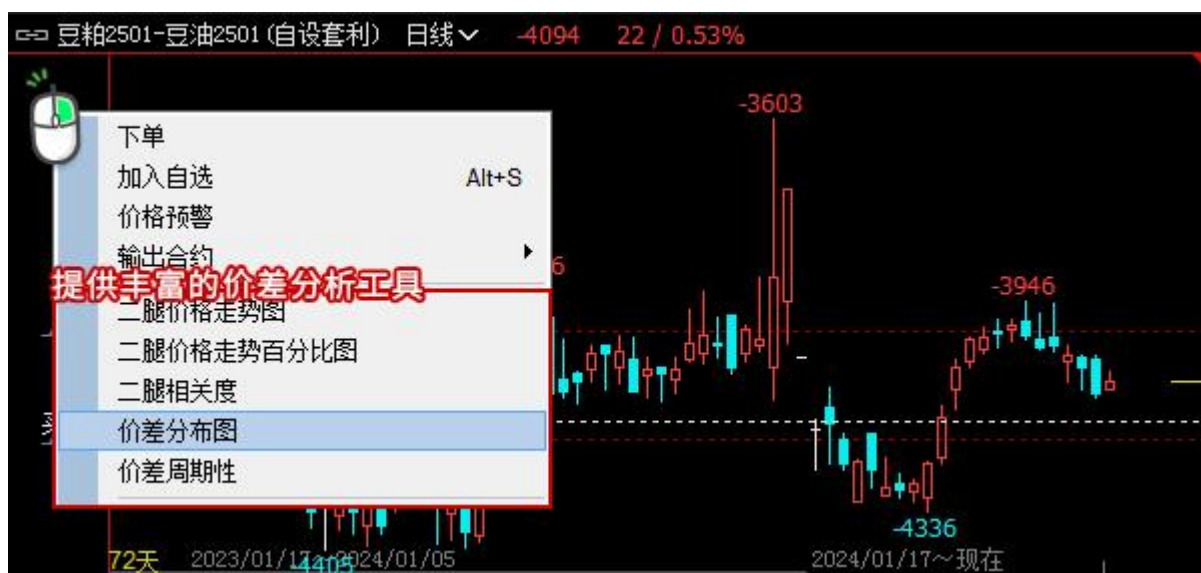 豆粕2501-豆油2501(自设套利) 日线 -4094 22 / 0.53%
-3603
下单
加入自选 Alt+S
价格预警
输出合约
6
提供丰富的价差分析工具
-3946
二腿价格走势图
二腿价格走势百分比图
二腿相关度
价差分布图
价差周期性
-4336
-4405
72天 2023/01/17~2024/01/05 2024/01/17~现在